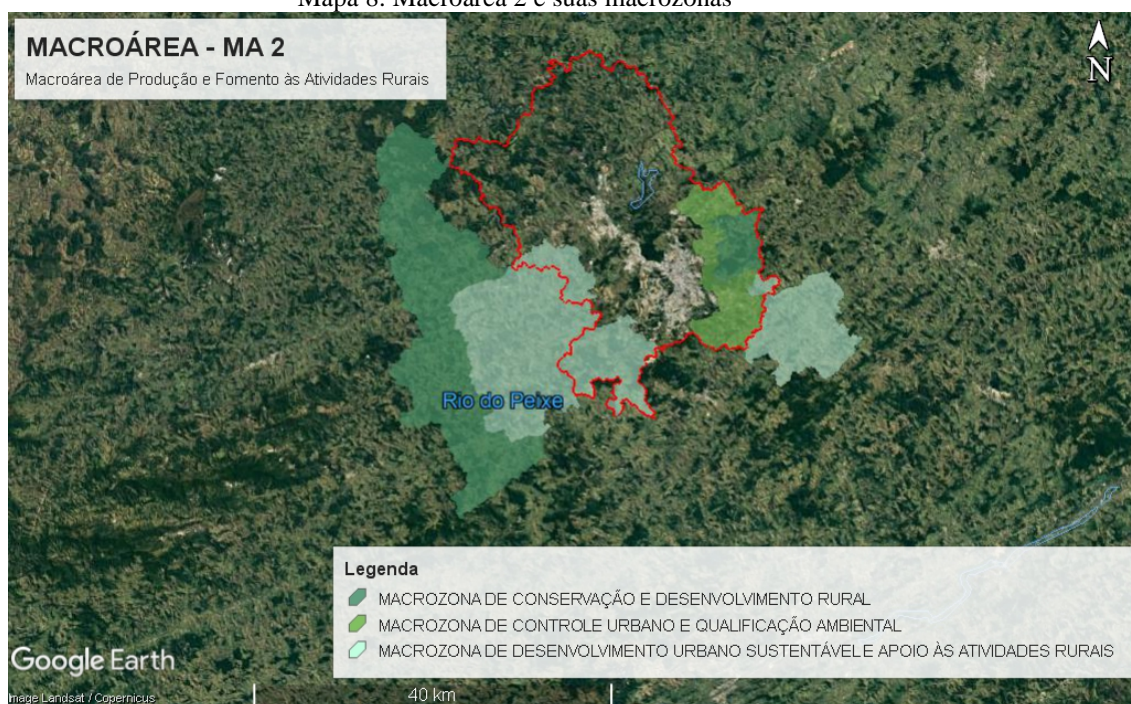 Mapa 8: Macroárea 2 e suas macrozonas
MACROÁREA - MA 2
Macroárea de Produção e Fomento às Atividades Rurais
N
Rio do Peixe
Legenda
MACROZONA DE CONSERVAÇÃO E DESENVOLVIMENTO RURAL
MACROZONA DE CONTROLE URBANO E QUALIFICAÇÃO AMBIENTAL
MACROZONA DE DESENVOLVIMENTO URBANO SUSTENTÁVEL E APOIO ÀS ATIVIDADES RURAIS
Google Earth
Image Landsat / Copernicus
40 km